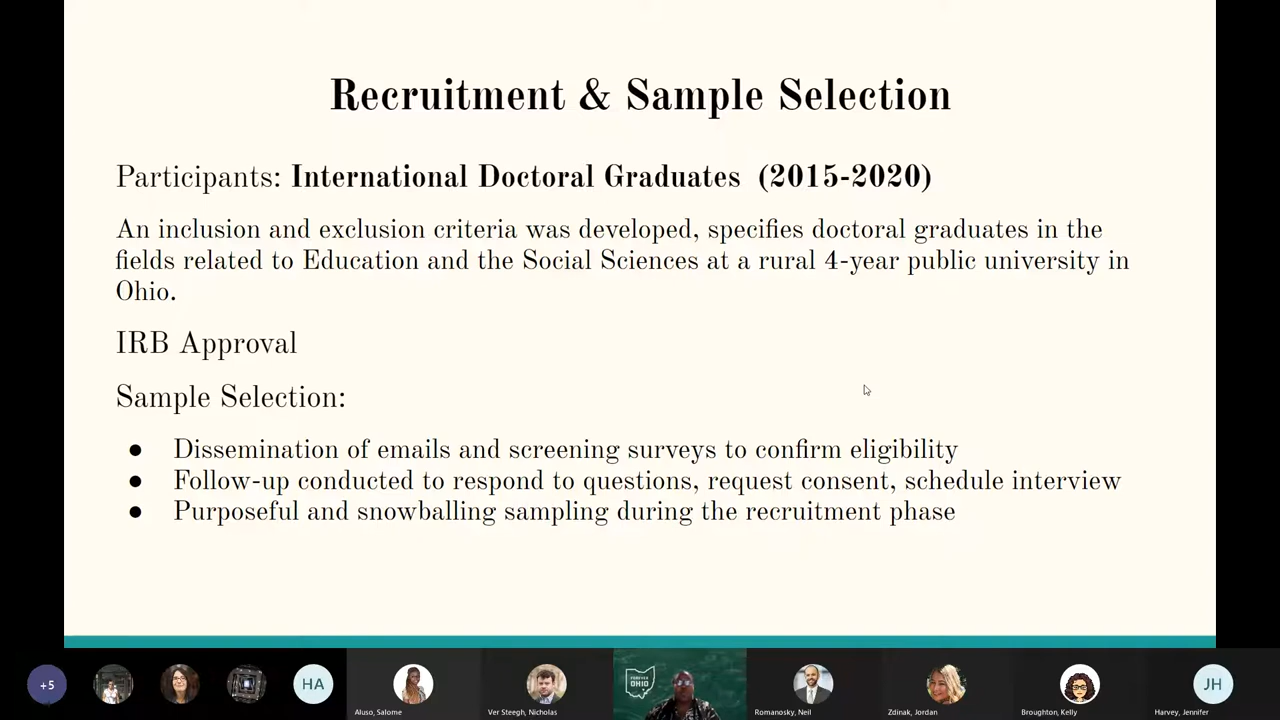 Recruitment & Sample Selection
Participants: International Doctoral Graduates (2015-2020)
An inclusion and exclusion criteria was developed, specifies doctoral graduates in the
fields related to Education and the Social Sciences at a rural 4-year public university in
Ohio.
IRB Approval
Sample Selection:
● Dissemination of emails and screening surveys to confirm eligibility
● Follow-up conducted to respond to questions, request consent, schedule interview
● Purposeful and snowballing sampling during the recruitment phase
+5
HA
FOREVER
OHIO
JH
Aluso, Salome
Ver Steegh, Nicholas
Romanosky, Neil
Zdinak, Jordan
Broughton, Kelly
Harvey, Jennifer